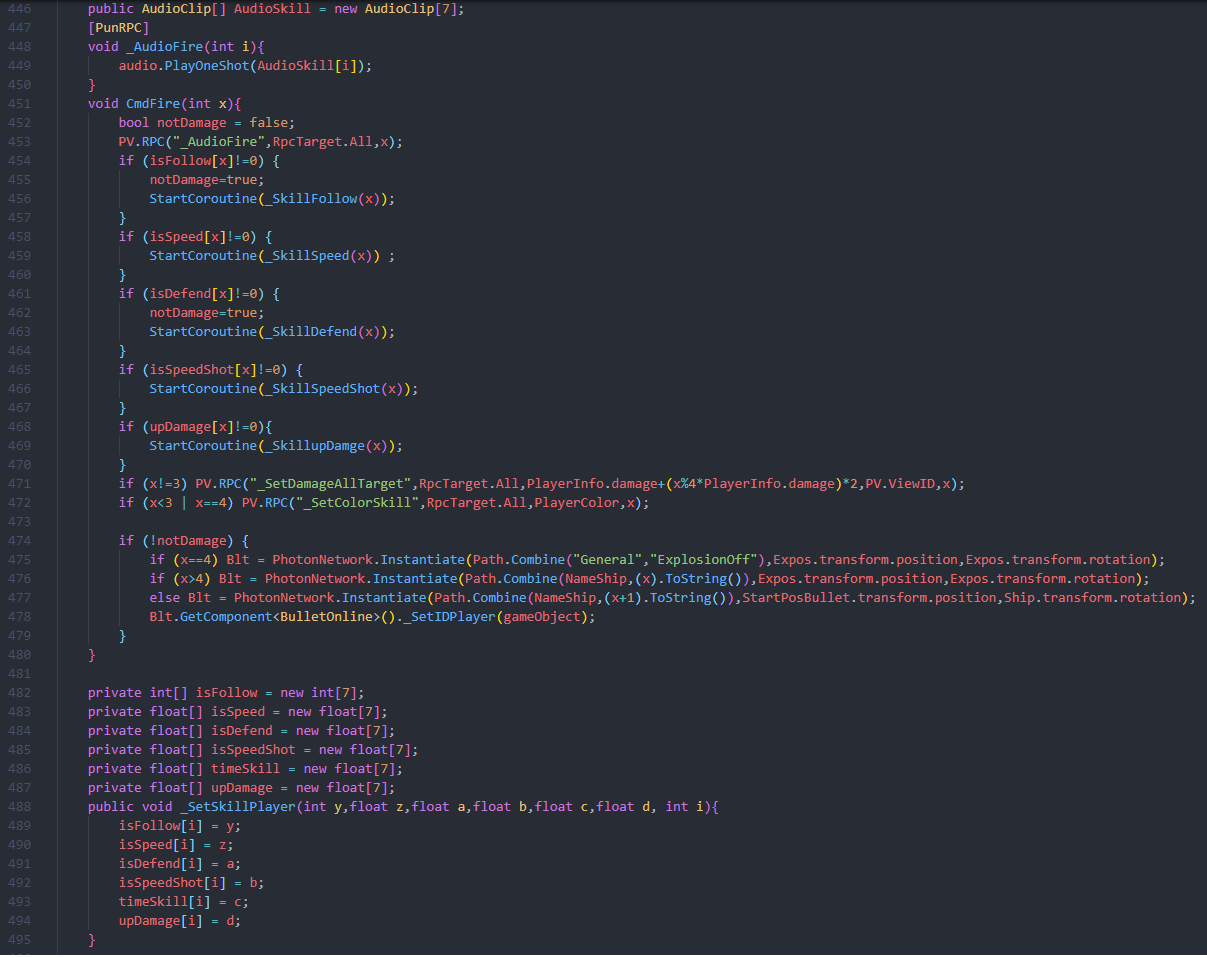 446 public AudioClip[] AudioSkill = new AudioClip[7];
447 [PunRPC]
448 void _AudioFire(int i){
449 audio.PlayOneShot(AudioSkill[i]);
450 }
451 void CmdFire(int x){
452 bool notDamage = false;
453 PV.RPC("_AudioFire",RpcTarget.All,x);
454 if (isFollow[x]!=0) {
455 notDamage=true;
456 StartCoroutine(_SkillFollow(x));
457 }
458 if (isSpeed[x]!=0) {
459 StartCoroutine(_SkillSpeed(x)) ;
460 }
461 if (isDefend[x]!=0) {
462 notDamage=true;
463 StartCoroutine(_SkillDefend(x));
464 }
465 if (isSpeedShot[x]!=0) {
466 StartCoroutine(_SkillSpeedShot(x));
467 }
468 if (upDamage[x]!=0){
469 StartCoroutine(_SkillupDamge(x));
470 }
471 if (x!=3) PV.RPC("_SetDamageAllTarget",RpcTarget.All,PlayerInfo.damage+(x%4*PlayerInfo.damage)*2,PV.ViewID,x);
472 if (x<3 | x==4) PV.RPC("_SetColorSkill",RpcTarget.All,PlayerColor,x);
473
474 if (!notDamage) {
475 if (x==4) Blt = PhotonNetwork.Instantiate(Path.Combine("General","ExplosionOff"),Expos.transform.position,Expos.transform.rotation);
476 if (x>4) Blt = PhotonNetwork.Instantiate(Path.Combine(NameShip,(x).ToString()),Expos.transform.position,Expos.transform.rotation);
477 else Blt = PhotonNetwork.Instantiate(Path.Combine(NameShip,(x+1).ToString()),StartPosBullet.transform.position,Ship.transform.rotation);
478 Blt.GetComponent<BulletOnline>()._SetIDPlayer(gameObject);
479 }
480 }
481
482 private int[] isFollow = new int[7];
483 private float[] isSpeed = new float[7];
484 private float[] isDefend = new float[7];
485 private float[] isSpeedShot = new float[7];
486 private float[] timeSkill = new float[7];
487 private float[] upDamage = new float[7];
488 public void _SetSkillPlayer(int y,float z,float a,float b,float c,float d, int i){
489 isFollow[i] = y;
490 isSpeed[i] = z;
491 isDefend[i] = a;
492 isSpeedShot[i] = b;
493 timeSkill[i] = c;
494 upDamage[i] = d;
495 }